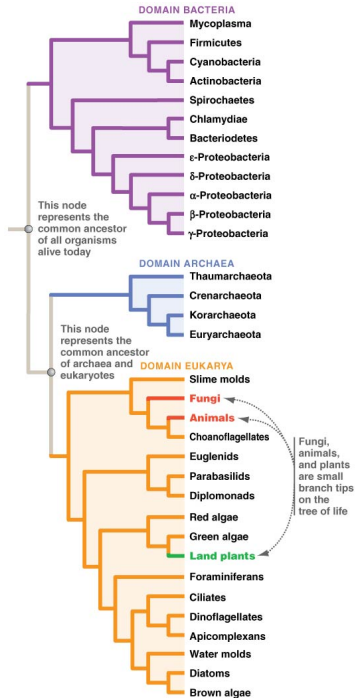 DOMAIN BACTERIA
Mycoplasma
Firmicutes
Cyanobacteria
Actinobacteria
Spirochaetes
Chlamydiae
Bacteriodetes
ε-Proteobacteria
δ-Proteobacteria
α-Proteobacteria
β-Proteobacteria
γ-Proteobacteria
This node
represents the
common ancestor
of all organisms
alive today
DOMAIN ARCHAEA
Thaumarchaeota
Crenarchaeota
Korarchaeota
Euryarchaeota
This node
represents the
common ancestor
of archaea and
eukaryotes
DOMAIN EUKARYA
Slime molds
Fungi
Animals
Choanoflagellates
Euglenids
Parabasilids
Diplomonads
Red algae
Green algae
Land plants
Foraminiferans
Ciliates
Dinoflagellates
Apicomplexans
Water molds
Diatoms
Brown algae
Fungi,
animals,
and plants
are small
branch tips
on the
tree of life